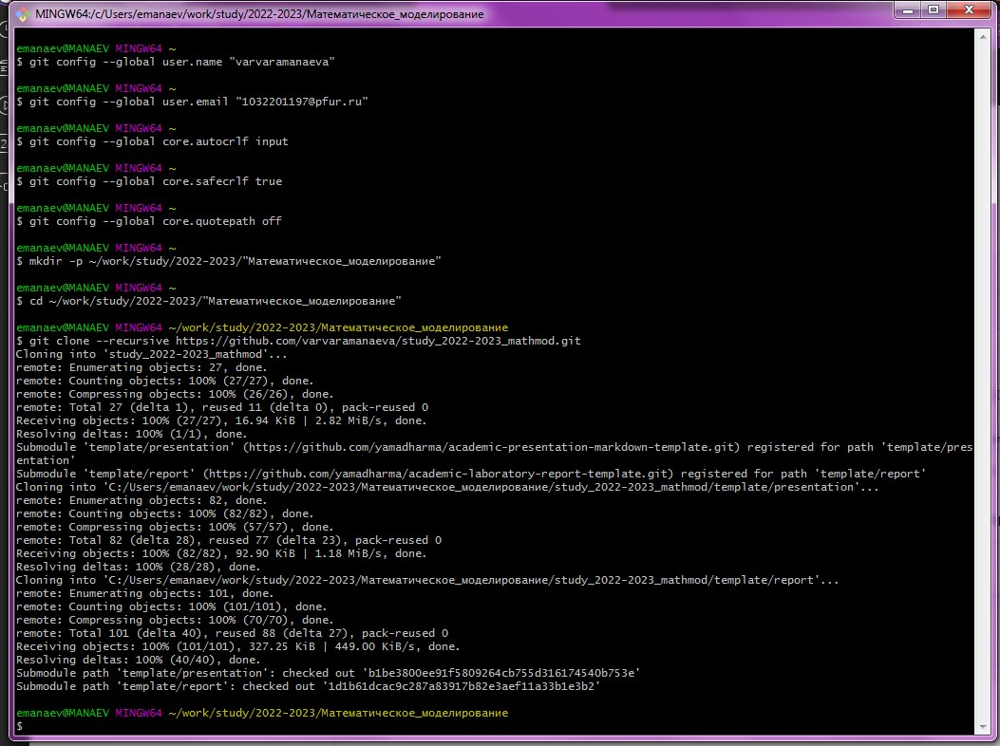 MINGW64:/c/Users/emanaev/work/study/2022-2023/Математическое_моделирование
emanaev@MANAEV MINGW64 ~
$ git config --global user.name "varvaramanaeva"
emanaev@MANAEV MINGW64 ~
$ git config --global user.email "1032201197@pfur.ru"
emanaev@MANAEV MINGW64 ~
$ git config --global core.autocrlf input
emanaev@MANAEV MINGW64 ~
$ git config --global core.safecrlf true
emanaev@MANAEV MINGW64 ~
$ git config --global core.quotepath off
emanaev@MANAEV MINGW64 ~
$ mkdir -p ~/work/study/2022-2023/"Математическое_моделирование"
emanaev@MANAEV MINGW64 ~
$ cd ~/work/study/2022-2023/"Математическое_моделирование"
emanaev@MANAEV MINGW64 ~/work/study/2022-2023/Математическое_моделирование
$ git clone --recursive https://github.com/varvaramanaeva/study_2022-2023_mathmod.git
Cloning into 'study_2022-2023_mathmod'...
remote: Enumerating objects: 27, done.
remote: Counting objects: 100% (27/27), done.
remote: Compressing objects: 100% (26/26), done.
remote: Total 27 (delta 1), reused 11 (delta 0), pack-reused 0
Receiving objects: 100% (27/27), 16.94 KiB | 2.82 MiB/s, done.
Resolving deltas: 100% (1/1), done.
Submodule 'template/presentation' (https://github.com/yamadharma/academic-presentation-markdown-template.git) registered for path 'template/pres
entation'
Submodule 'template/report' (https://github.com/yamadharma/academic-laboratory-report-template.git) registered for path 'template/report'
Cloning into 'C:/Users/emanaev/work/study/2022-2023/Математическое_моделирование/study_2022-2023_mathmod/template/presentation'...
remote: Enumerating objects: 82, done.
remote: Counting objects: 100% (82/82), done.
remote: Compressing objects: 100% (57/57), done.
remote: Total 82 (delta 28), reused 77 (delta 23), pack-reused 0
Receiving objects: 100% (82/82), 92.90 KiB | 1.18 MiB/s, done.
Resolving deltas: 100% (28/28), done.
Cloning into 'C:/Users/emanaev/work/study/2022-2023/Математическое_моделирование/study_2022-2023_mathmod/template/report'...
remote: Enumerating objects: 101, done.
remote: Counting objects: 100% (101/101), done.
remote: Compressing objects: 100% (70/70), done.
remote: Total 101 (delta 40), reused 88 (delta 27), pack-reused 0
Receiving objects: 100% (101/101), 327.25 KiB | 449.00 KiB/s, done.
Resolving deltas: 100% (40/40), done.
Submodule path 'template/presentation': checked out 'b1be3800ee91f5809264cb755d316174540b753e'
Submodule path 'template/report': checked out '1d1b61dcac9c287a83917b82e3aef11a33b1e3b2'
emanaev@MANAEV MINGW64 ~/work/study/2022-2023/Математическое_моделирование
$